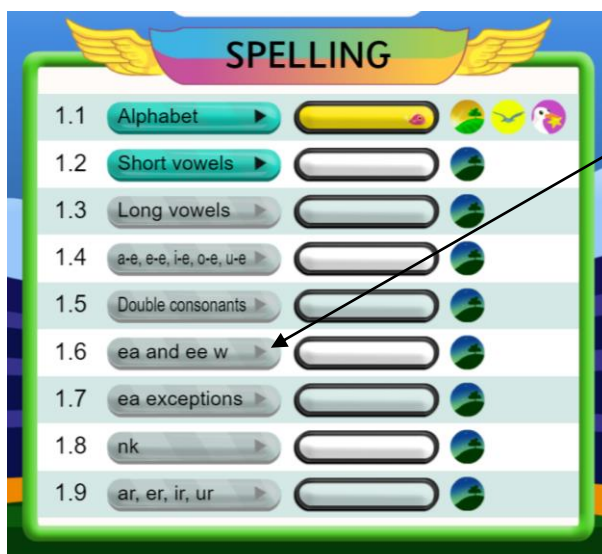 SPELLING
1.1 Alphabet
1.2 Short vowels
1.3 Long vowels
1.4 a-e, e-e, i-e, o-e, u-e
1.5 Double consonants
1.6 ea and ee w
1.7 ea exceptions
1.8 nk
1.9 ar, er, ir, ur